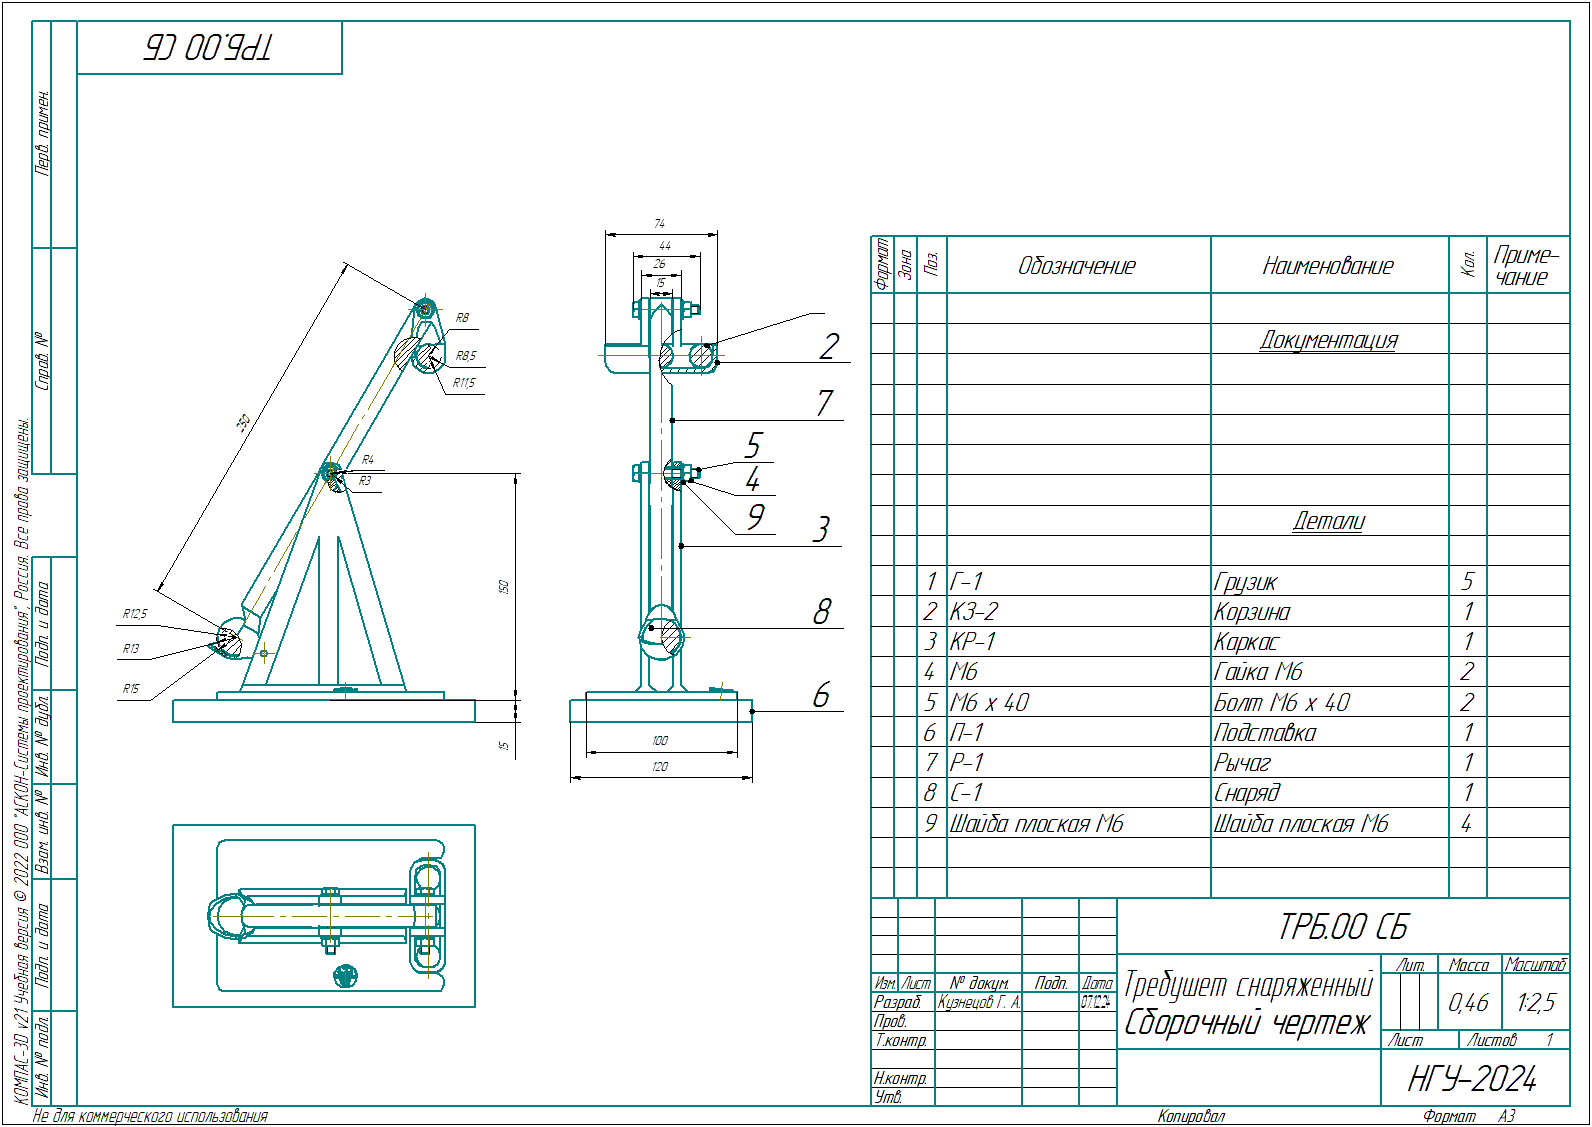 ТРБ.00 СБ
Перв. примен.
Справ. №
Подп. и дата
Инв. № дубл.
Взам. инв. №
Подп. и дата
Инв. № подл.
КОМПАС-3D v21 Учебная версия © 2022 ООО "АСКОН-Системы проектирования", Россия. Все права защищены.
R8
R8,5
R11,5
250
R4
R3
R12,5
R13
R15
150
15
74
44
26
15
2
7
5
4
9
3
8
6
100
120
Формат Зона Поз. Обозначение Наименование Кол. Приме-
чание
Документация
Детали
1 Г-1 Грузик 5
2 КЗ-2 Корзина 1
3 КР-1 Каркас 1
4 М6 Гайка М6 2
5 М6 х 40 Болт М6 х 40 2
6 П-1 Подставка 1
7 Р-1 Рычаг 1
8 С-1 Снаряд 1
9 Шайба плоская М6 Шайба плоская М6 4
ТРБ.00 СБ
Изм. Лист № докум. Подп. Дата
Разраб. Кузнецов Г. А. 07.12.24
Пров.
Т.контр.
Н.контр.
Утв.
Требушет снаряженный
Сборочный чертеж
Лит. Масса Масштаб
0,46 1:2,5
Лист Листов 1
НГУ-2024
Не для коммерческого использования Копировал Формат А3